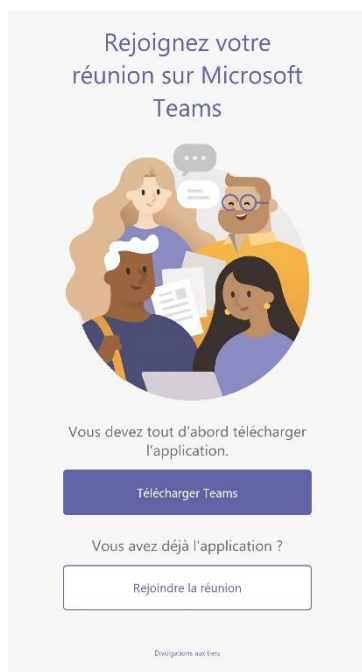 Rejoignez votre
réunion sur Microsoft
Teams
Vous devez tout d'abord télécharger
l'application.
Télécharger Teams
Vous avez déjà l'application ?
Rejoindre la réunion
Divulgations aux tiers